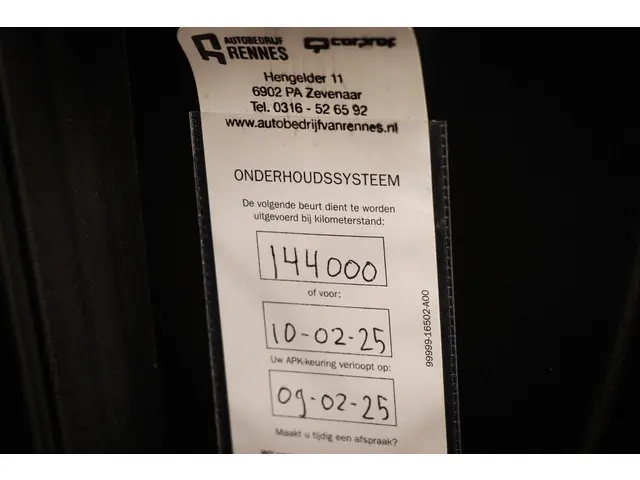 AUTOBEDRIJF
RENNES
carprof
Hengelder 11
6902 PA Zevenaar
Tel. 0316 - 52 65 92
www.autobedrijfvanrennes.nl
ONDERHOUDSSYSTEEM
De volgende beurt dient te worden
uitgevoerd bij kilometerstand:
144000
of voor:
10-02-25
Uw APK-keuring verloopt op:
09-02-25
Maakt u tijdig een afspraak?
99999-16502-A00